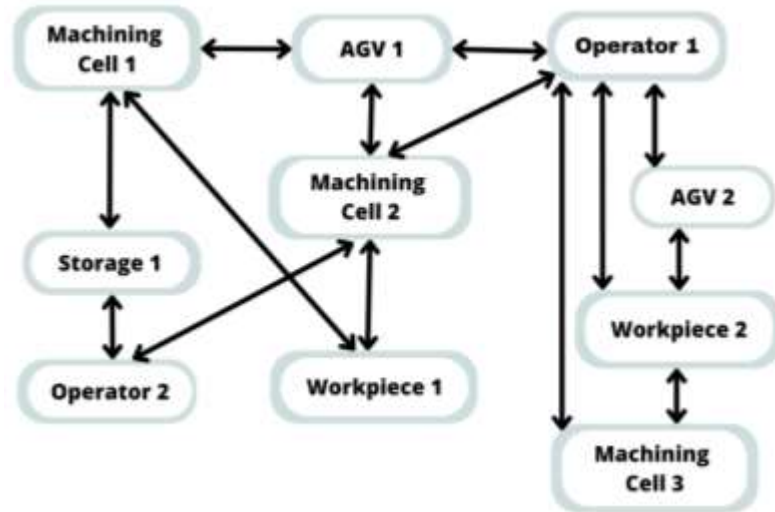 Machining
Cell 1
AGV 1
Operator 1
Machining
Cell 2
AGV 2
Storage 1
Workpiece 2
Operator 2
Workpiece 1
Machining
Cell 3